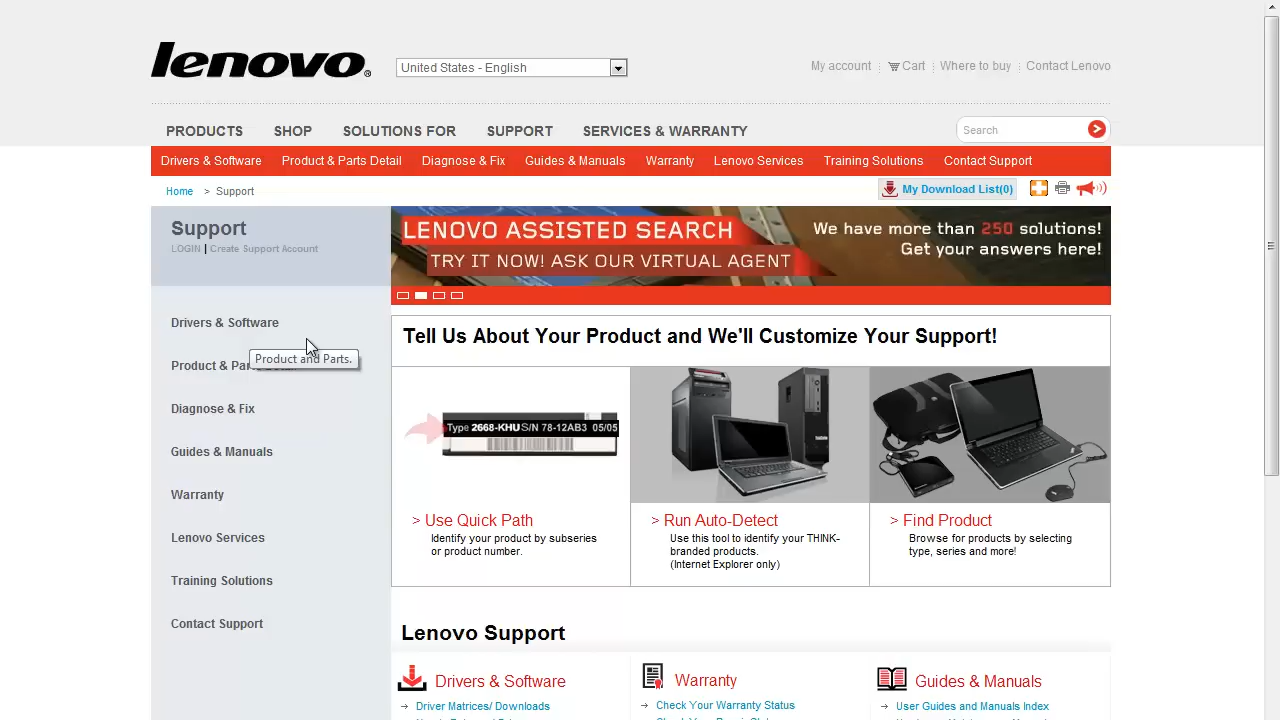 lenovo
United States - English
My account
Cart
Where to buy
Contact Lenovo
PRODUCTS
SHOP
SOLUTIONS FOR
SUPPORT
SERVICES & WARRANTY
Search
Drivers & Software
Product & Parts Detail
Diagnose & Fix
Guides & Manuals
Warranty
Lenovo Services
Training Solutions
Contact Support
Home > Support
My Download List(0)
Support
LOGIN | Create Support Account
LENOVO ASSISTED SEARCH
TRY IT NOW! ASK OUR VIRTUAL AGENT
We have more than 250 solutions!
Get your answers here!
Drivers & Software
Product & Par
Product and Parts.
Diagnose & Fix
Guides & Manuals
Warranty
Lenovo Services
Training Solutions
Contact Support
Tell Us About Your Product and We'll Customize Your Support!
Type 2668-KHU S/N 78-12AB3 05/05
> Use Quick Path
Identify your product by subseries
or product number.
> Run Auto-Detect
Use this tool to identify your THINK-
branded products.
(Internet Explorer only)
> Find Product
Browse for products by selecting
type, series and more!
Lenovo Support
Drivers & Software
Driver Matrices/ Downloads
Warranty
Check Your Warranty Status
Guides & Manuals
User Guides and Manuals Index